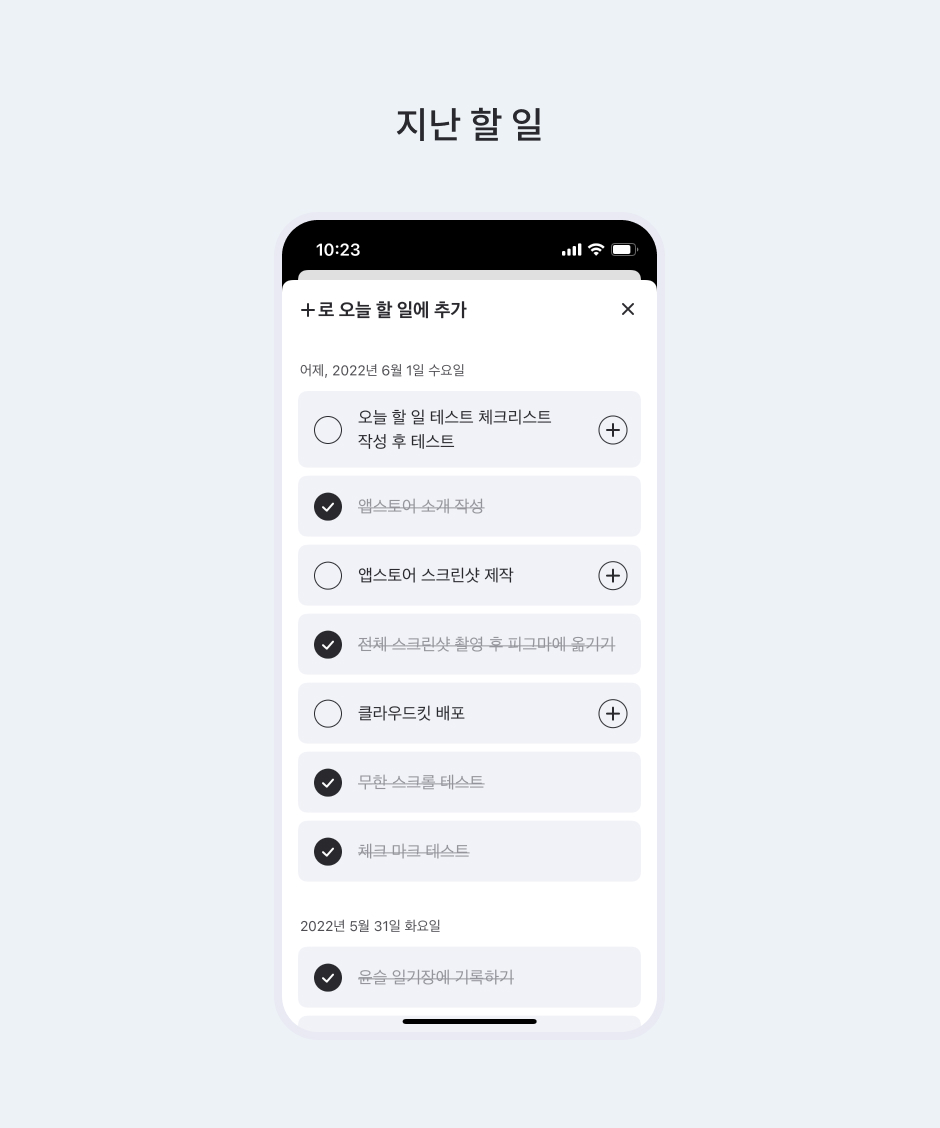 지난 할 일
10:23
+로 오늘 할 일에 추가
어제, 2022년 6월 1일 수요일
오늘 할 일 테스트 체크리스트
작성 후 테스트
앱스토어 소개 작성
앱스토어 스크린샷 제작
전체 스크린샷 촬영 후 피그마에 옮기기
클라우드킷 배포
무한 스크롤 테스트
체크 마크 테스트
2022년 5월 31일 화요일
윤슬 일기장에 기록하기